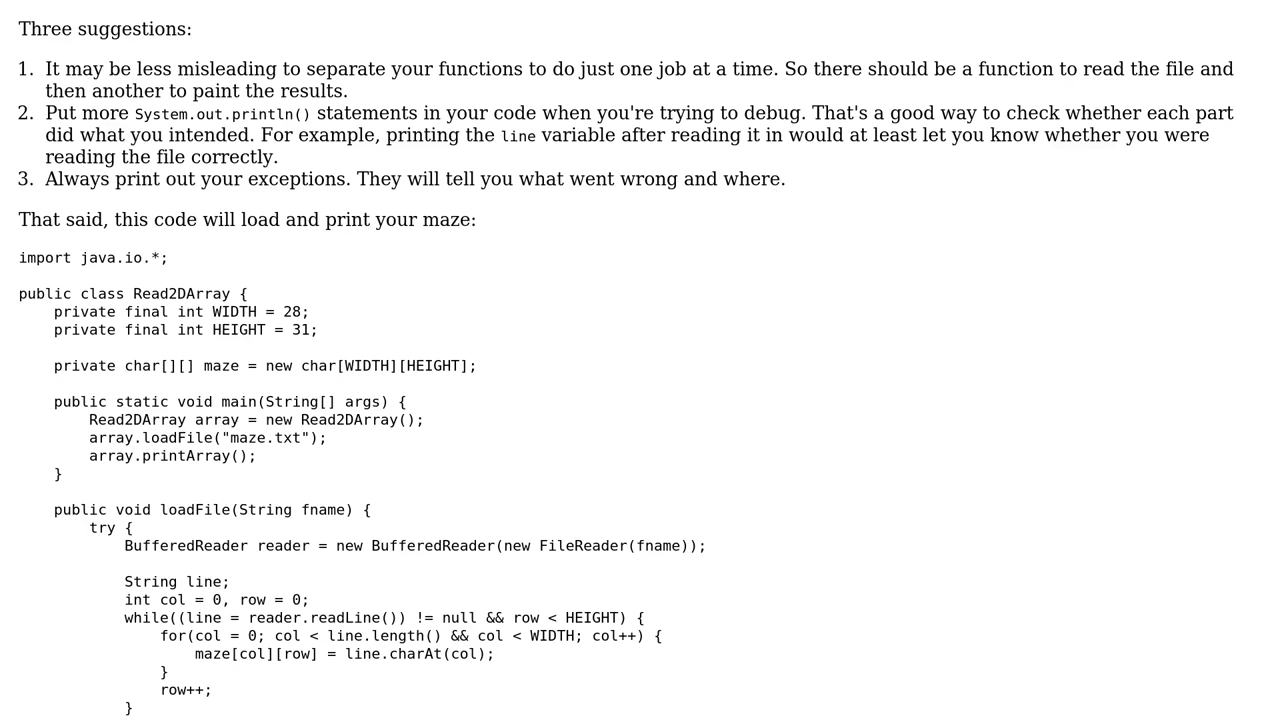 Three suggestions:
1. It may be less misleading to separate your functions to do just one job at a time. So there should be a function to read the file and
then another to paint the results.
2. Put more System.out.println() statements in your code when you're trying to debug. That's a good way to check whether each part
did what you intended. For example, printing the line variable after reading it in would at least let you know whether you were
reading the file correctly.
3. Always print out your exceptions. They will tell you what went wrong and where.
That said, this code will load and print your maze:
import java.io.*;
public class Read2DArray {
    private final int WIDTH = 28;
    private final int HEIGHT = 31;
    private char[][] maze = new char[WIDTH][HEIGHT];
    public static void main(String[] args) {
        Read2DArray array = new Read2DArray();
        array.loadFile("maze.txt");
        array.printArray();
    }
    public void loadFile(String fname) {
        try {
            BufferedReader reader = new BufferedReader(new FileReader(fname));
            String line;
            int col = 0, row = 0;
            while((line = reader.readLine()) != null && row < HEIGHT) {
                for(col = 0; col < line.length() && col < WIDTH; col++) {
                    maze[col][row] = line.charAt(col);
                }
                row++;
            }